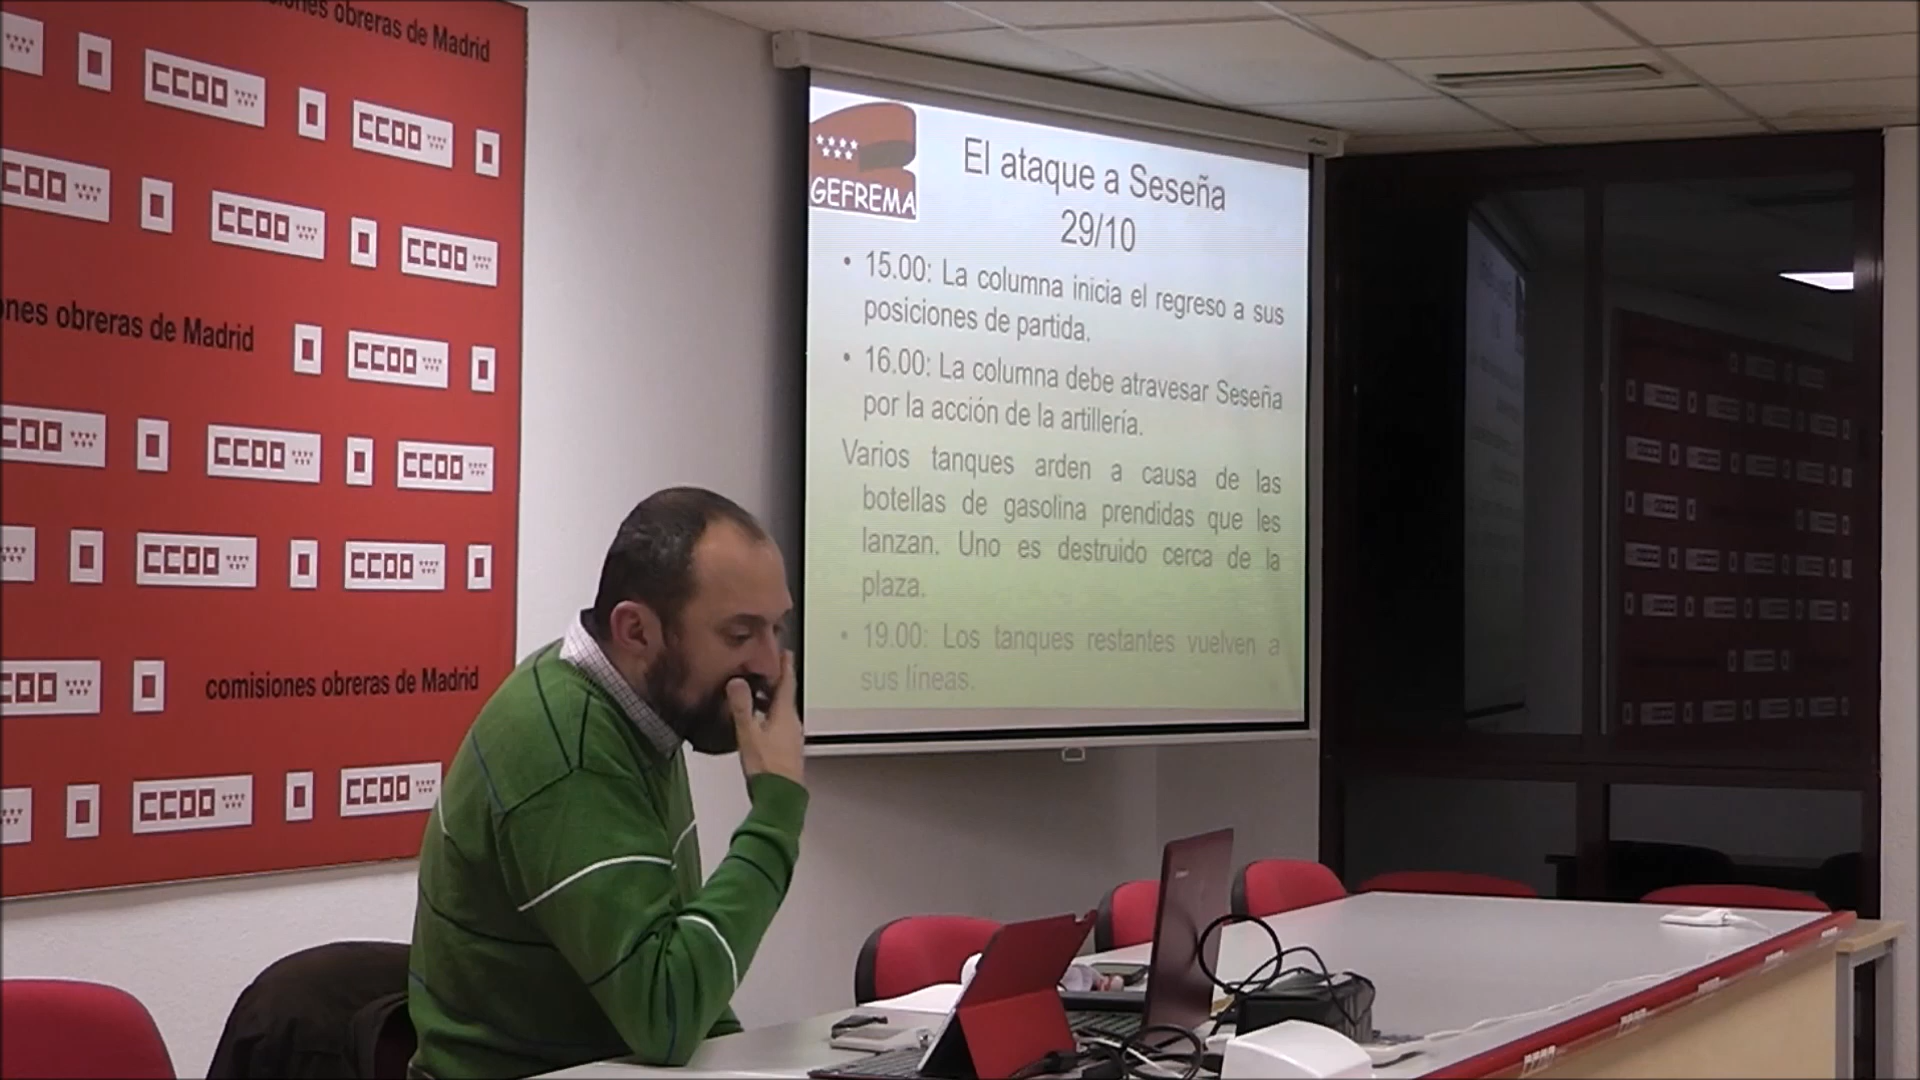 comisiones obreras de Madrid
CCOO
CCOO
CCOO
CCOO
CCOO
obreras de Madrid
CCOO
CCOO
CCOO
CCOO
CCOO
CCOO
comisiones obreras de Madrid
CCOO
CCOO
GEFREMA
El ataque a Seseña
29/10
• 15.00: La columna inicia el regreso a sus
posiciones de partida.
• 16.00: La columna debe atravesar Seseña
por la acción de la artillería.
Varios tanques arden a causa de las
botellas de gasolina prendidas que les
lanzan. Uno es destruido cerca de la
plaza.
• 19.00: Los tanques restantes vuelven a
sus líneas.